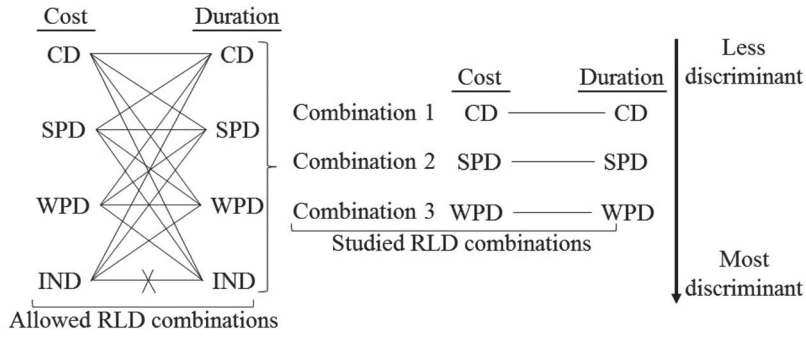 Cost Duration
CD CD
SPD SPD
WPD WPD
IND IND
Allowed RLD combinations
Cost Duration
Combination 1 CD CD
Combination 2 SPD SPD
Combination 3 WPD WPD
Studied RLD combinations
Less
discriminant
Most
discriminant